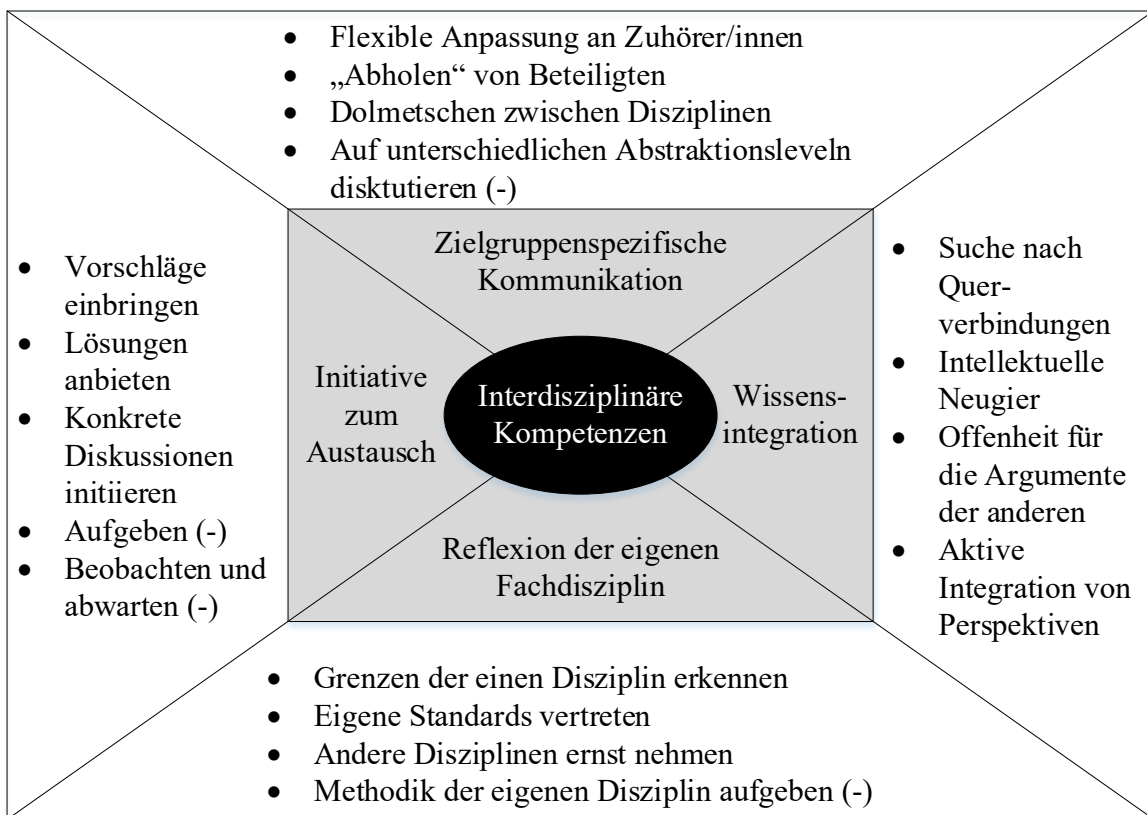 • Flexible Anpassung an Zuhörer/innen
• „Abholen“ von Beteiligten
• Dolmetschen zwischen Disziplinen
• Auf unterschiedlichen Abstraktionsleveln
disktutieren (-)
Zielgruppenspezifische
Kommunikation
• Vorschläge
einbringen
• Lösungen
anbieten
• Konkrete
Diskussionen
initiieren
• Aufgeben (-)
• Beobachten und
abwarten (-)
Initiative
zum
Austausch
Interdisziplinäre
Kompetenzen
Wissens-
integration
• Suche nach
Quer-
verbindungen
• Intellektuelle
Neugier
• Offenheit für
die Argumente
der anderen
• Aktive
Integration von
Perspektiven
Reflexion der eigenen
Fachdisziplin
• Grenzen der einen Disziplin erkennen
• Eigene Standards vertreten
• Andere Disziplinen ernst nehmen
• Methodik der eigenen Disziplin aufgeben (-)